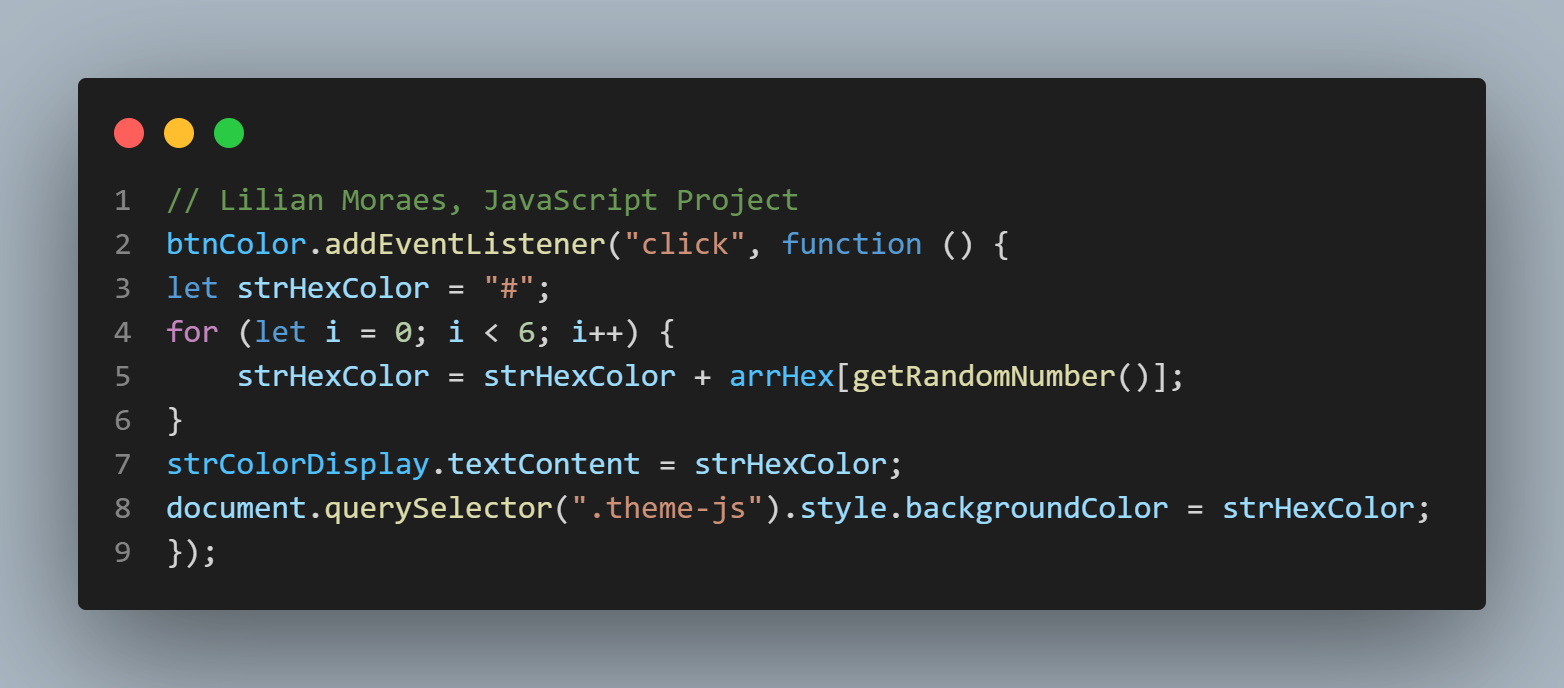 1 // Lilian Moraes, JavaScript Project
2 btnColor.addEventListener("click", function () {
3 let strHexColor = "#";
4 for (let i = 0; i < 6; i++) {
5     strHexColor = strHexColor + arrHex[getRandomNumber()];
6 }
7 strColorDisplay.textContent = strHexColor;
8 document.querySelector(".theme-js").style.backgroundColor = strHexColor;
9 });